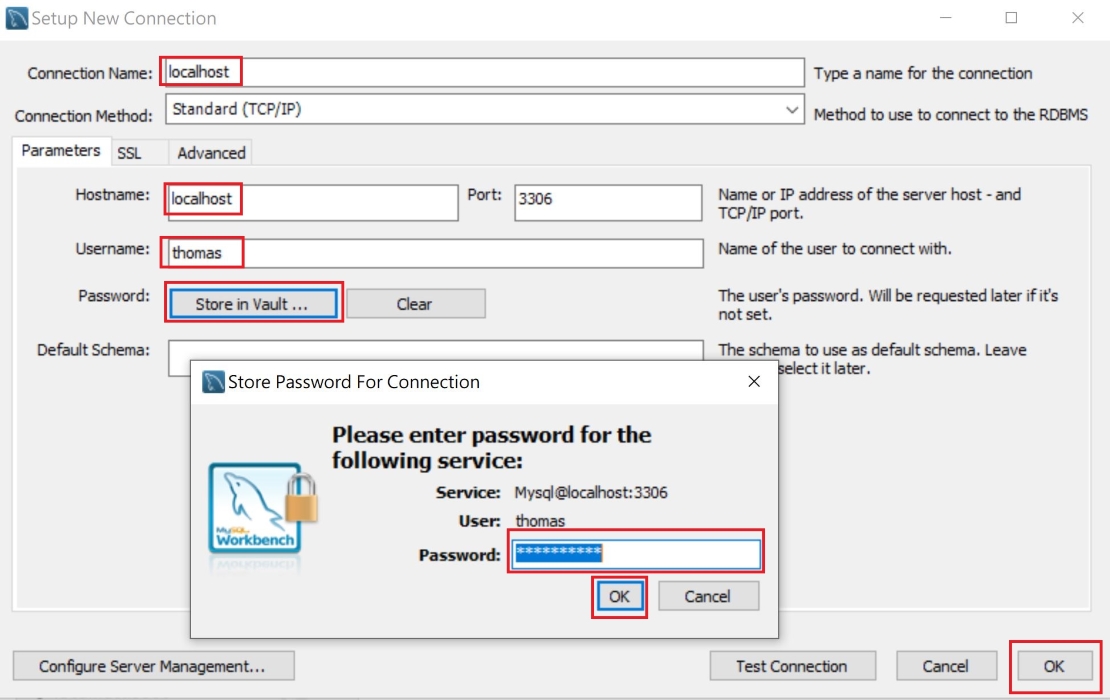 Setup New Connection
Connection Name: localhost Type a name for the connection
Connection Method: Standard (TCP/IP) Method to use to connect to the RDBMS
Parameters SSL Advanced
Hostname: localhost Port: 3306 Name or IP address of the server host - and
TCP/IP port.
Username: thomas Name of the user to connect with.
Password: Store in Vault ... Clear The user's password. Will be requested later if it's
not set.
Default Schema: The schema to use as default schema. Leave
select it later.
Store Password For Connection
Please enter password for the
following service:
Service: Mysql@localhost:3306
User: thomas
Password: **********
MySQL
Workbench
OK Cancel
Configure Server Management... Test Connection Cancel OK